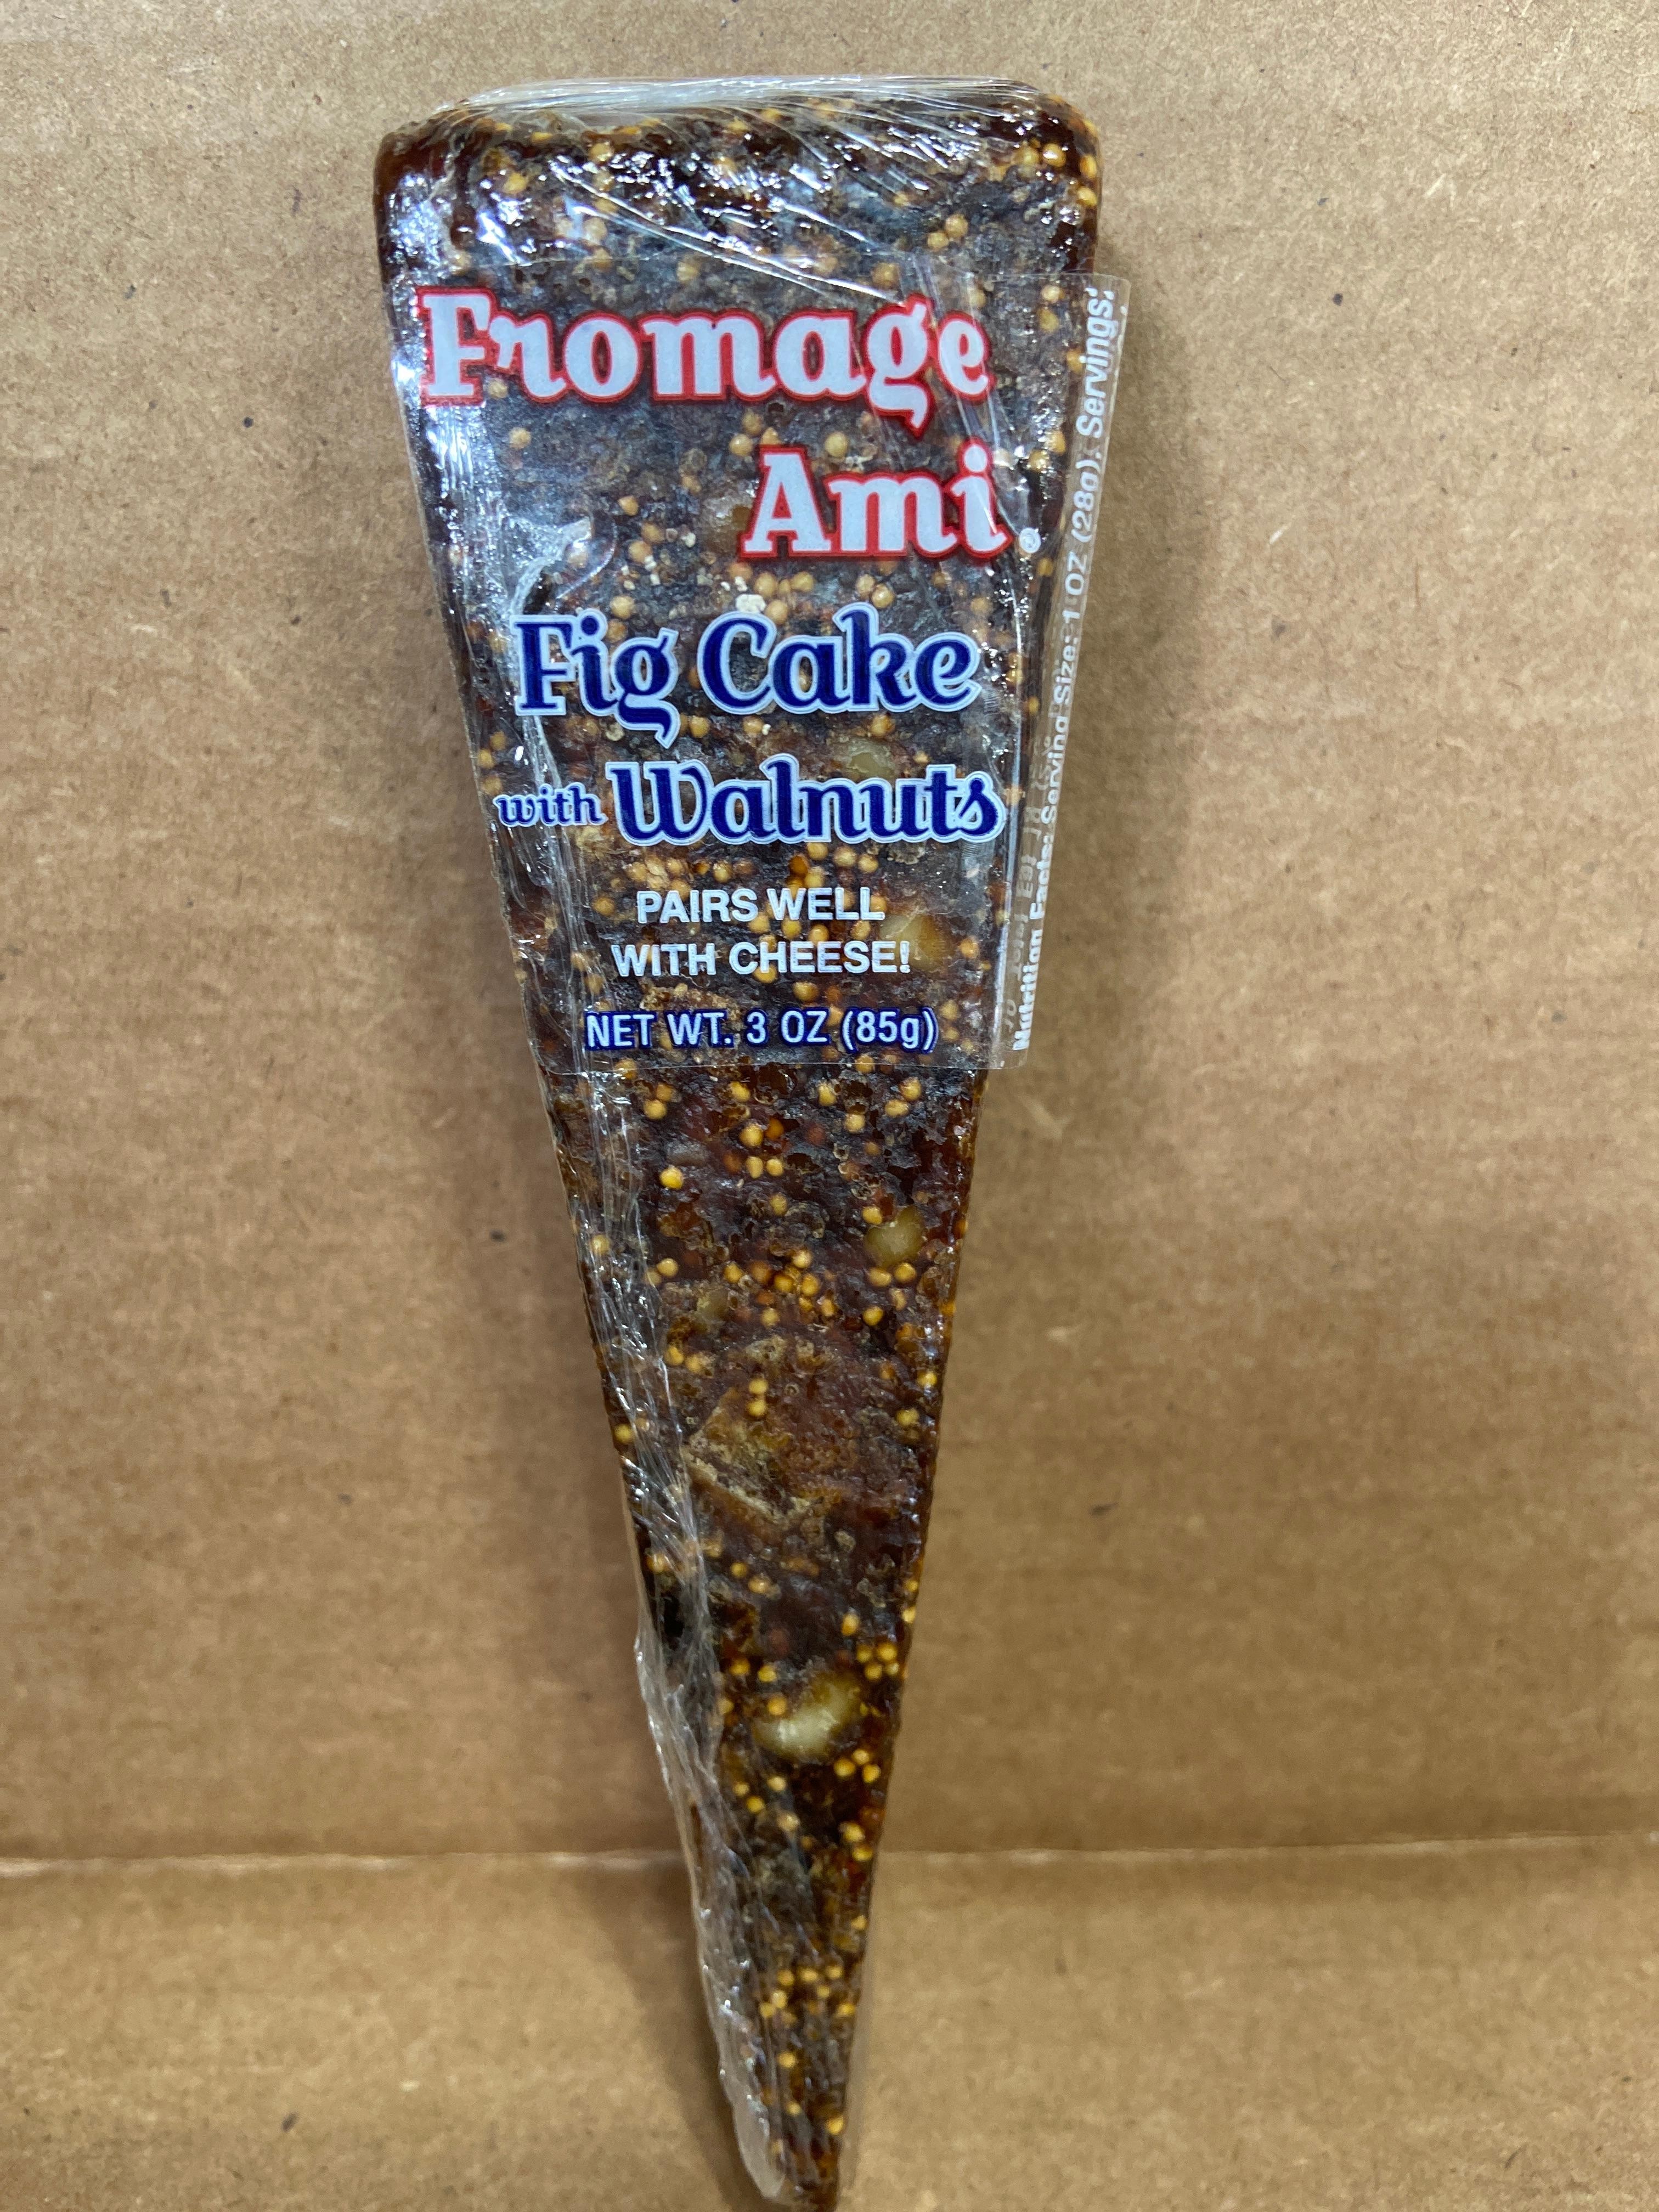 Fromage
Ami®
Fig Cake
with Walnuts
PAIRS WELL
WITH CHEESE!
NET WT. 3 OZ (85g)
Nutrition Facts: Serving Size: 1 OZ (28g), Servings: